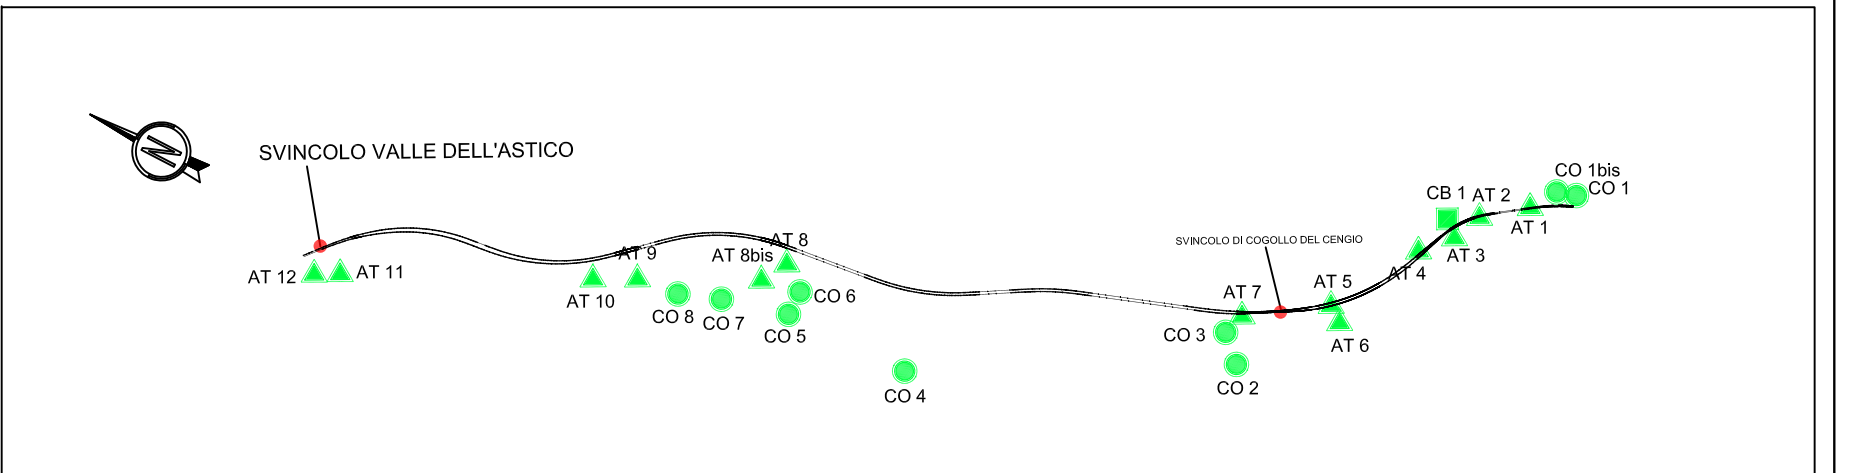 SVINCOLO VALLE DELL'ASTICO
N
CO 1bis
CO 1
CB 1
AT 2
AT 1
AT 3
AT 4
SVINCOLO DI COGOLLO DEL CENGIO
AT 8
AT 9
AT 8bis
AT 12
AT 11
AT 10
CO 8
CO 7
CO 6
CO 5
AT 7
AT 5
CO 3
AT 6
CO 4
CO 2